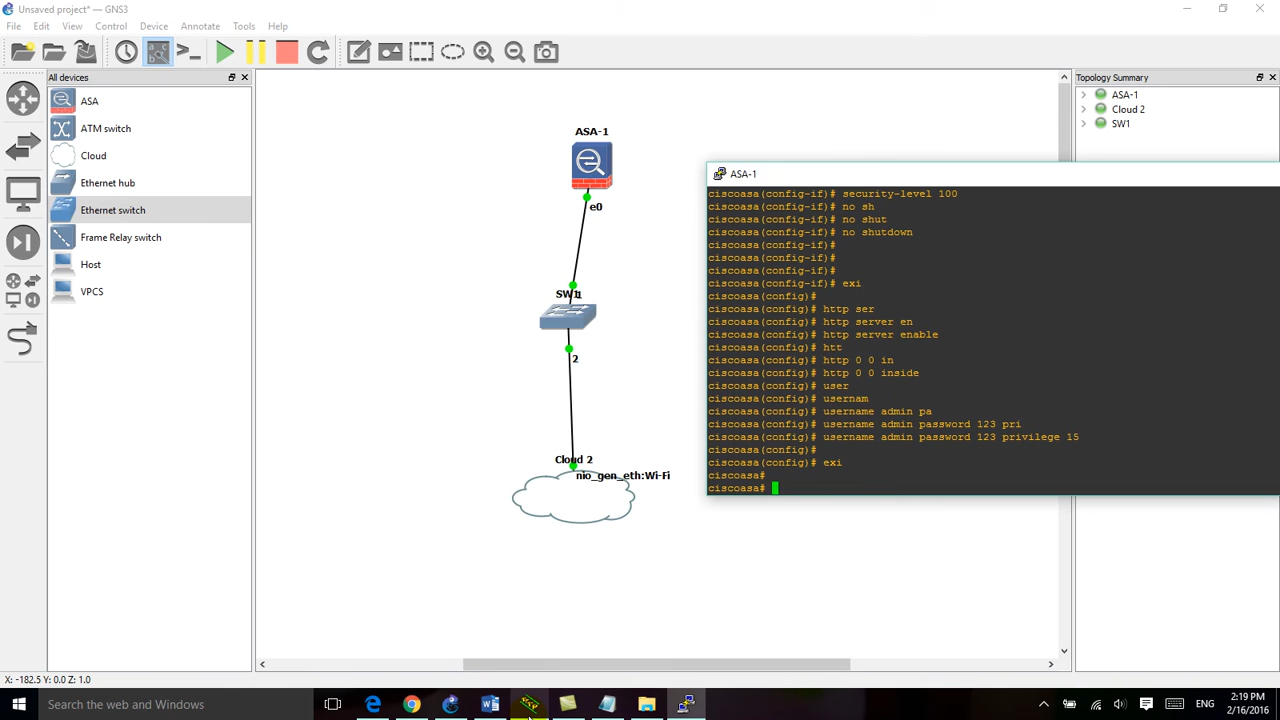 Unsaved project* — GNS3
File Edit View Control Device Annotate Tools Help
All devices
ASA
ATM switch
Cloud
Ethernet hub
Ethernet switch
Frame Relay switch
Host
VPCS
ASA-1
e0
SW1
1
2
Cloud 2
nio_gen_eth:Wi-Fi
Topology Summary
ASA-1
Cloud 2
SW1
ASA-1
ciscoasa(config-if)# security-level 100
ciscoasa(config-if)# no sh
ciscoasa(config-if)# no shut
ciscoasa(config-if)# no shutdown
ciscoasa(config-if)#
ciscoasa(config-if)#
ciscoasa(config-if)#
ciscoasa(config-if)# exi
ciscoasa(config)#
ciscoasa(config)# http ser
ciscoasa(config)# http server en
ciscoasa(config)# http server enable
ciscoasa(config)# htt
ciscoasa(config)# http 0 0 in
ciscoasa(config)# http 0 0 inside
ciscoasa(config)# user
ciscoasa(config)# usernam
ciscoasa(config)# username admin pa
ciscoasa(config)# username admin password 123 pri
ciscoasa(config)# username admin password 123 privilege 15
ciscoasa(config)#
ciscoasa(config)# exi
ciscoasa#
ciscoasa#
X: -182.5 Y: 0.0 Z: 1.0
Search the web and Windows
2:19 PM
2/16/2016